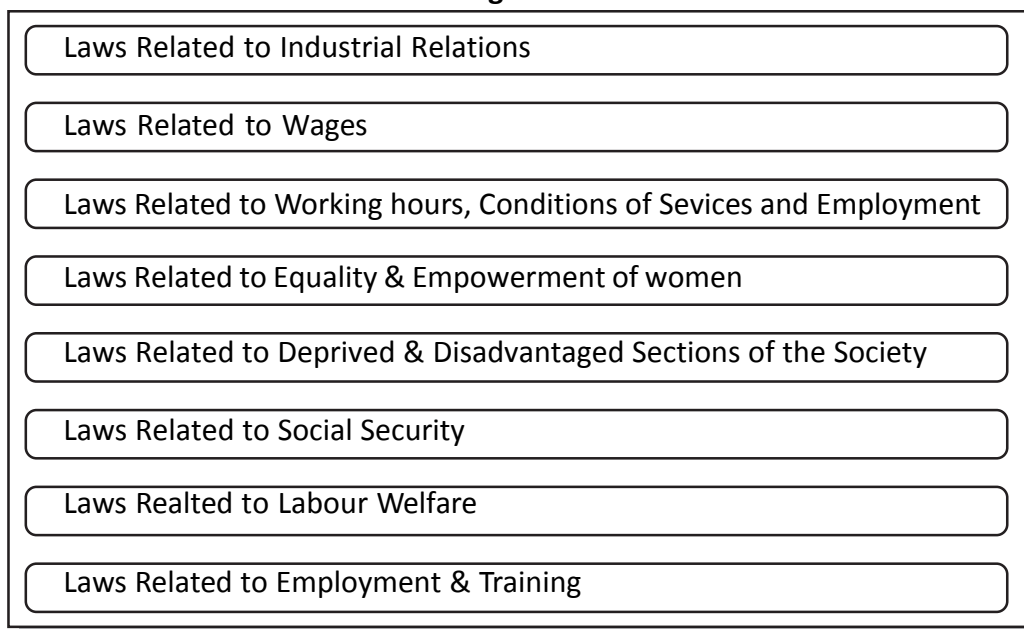 Laws Related to Industrial Relations
Laws Related to Wages
Laws Related to Working hours, Conditions of Sevices and Employment
Laws Related to Equality & Empowerment of women
Laws Related to Deprived & Disadvantaged Sections of the Society
Laws Related to Social Security
Laws Realted to Labour Welfare
Laws Related to Employment & Training